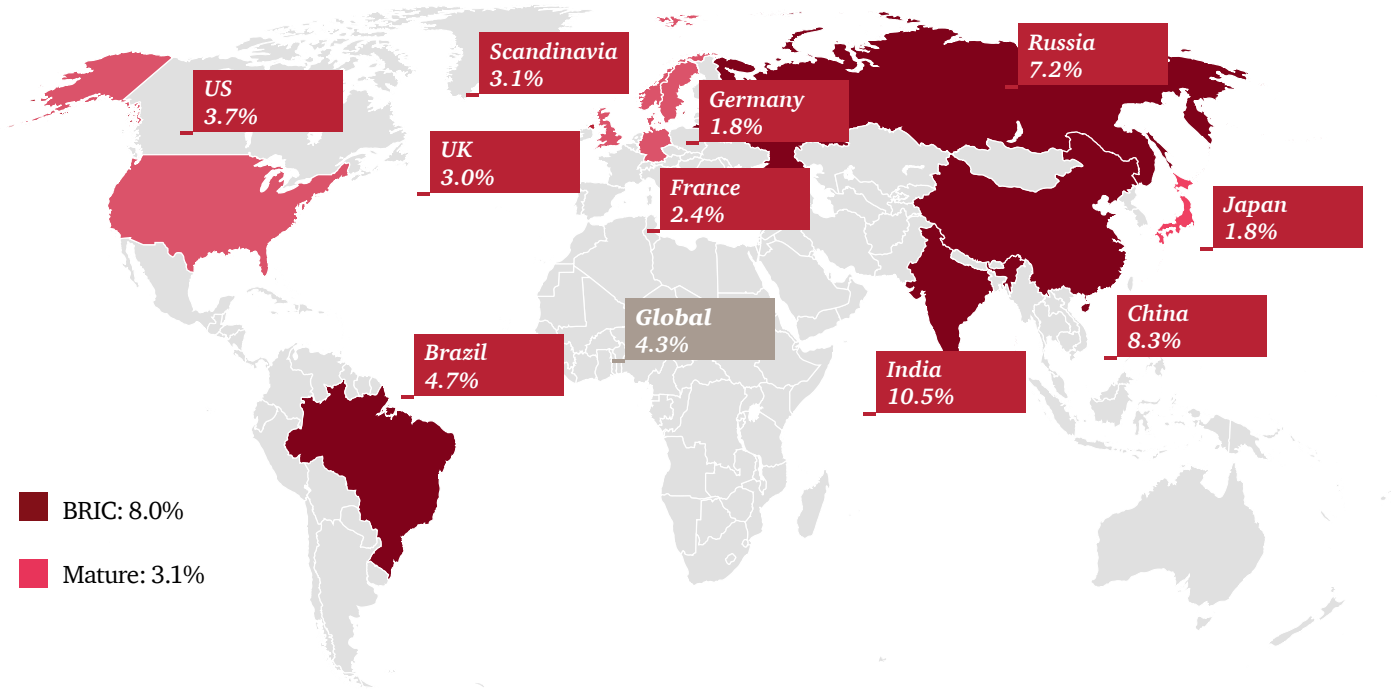 Scandinavia
3.1%
Russia
7.2%
US
3.7%
Germany
1.8%
UK
3.0%
France
2.4%
Japan
1.8%
Global
4.3%
China
8.3%
Brazil
4.7%
India
10.5%
BRIC: 8.0%
Mature: 3.1%